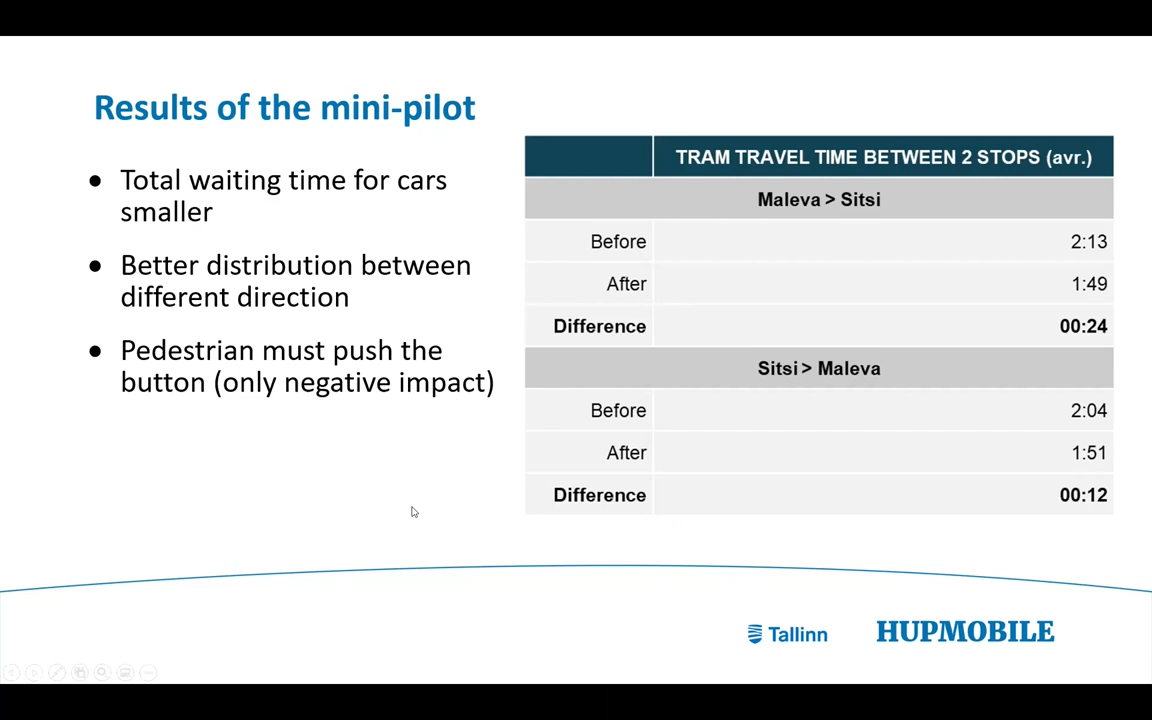 Results of the mini-pilot
• Total waiting time for cars
smaller
• Better distribution between
different direction
• Pedestrian must push the
button (only negative impact)
TRAM TRAVEL TIME BETWEEN 2 STOPS (avr.)
Maleva > Sitsi
Before 2:13
After 1:49
Difference 00:24
Sitsi > Maleva
Before 2:04
After 1:51
Difference 00:12
Tallinn
HUPMOBILE